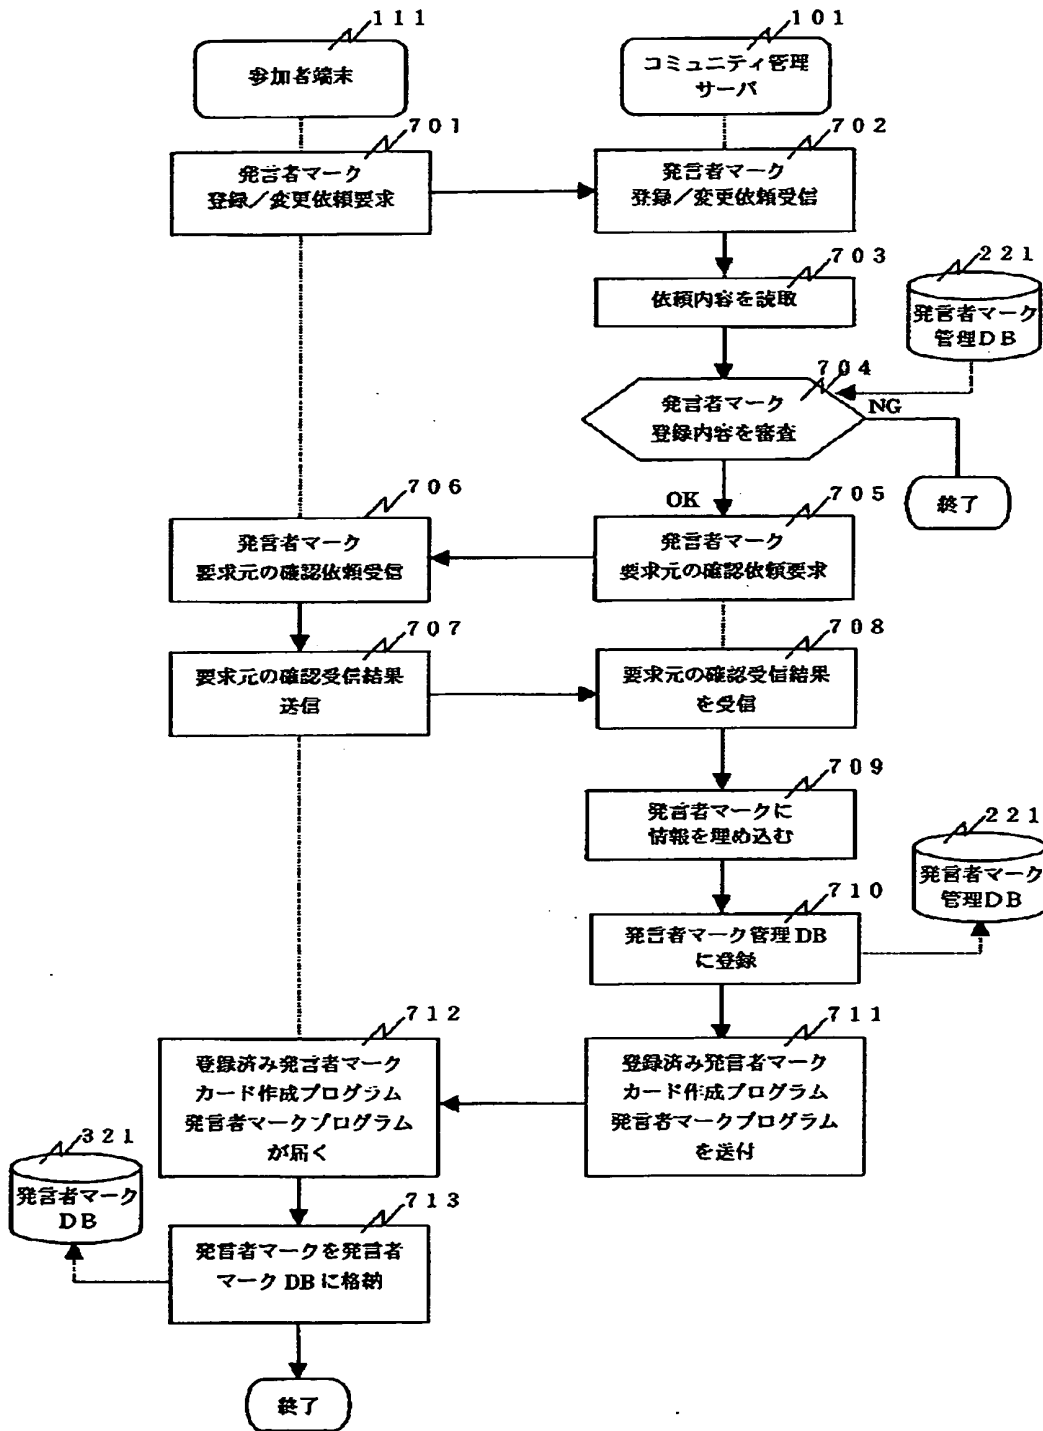 111
参加者端末
101
コミュニティ管理
サーバ
701
発言者マーク
登録／変更依頼要求
702
発言者マーク
登録／変更依頼受信
703
依頼内容を読取
221
発言者マーク
管理DB
704
発言者マーク
登録内容を審査
NG
終了
OK
706
発言者マーク
要求元の確認依頼受信
705
発言者マーク
要求元の確認依頼要求
707
要求元の確認受信結果
送信
708
要求元の確認受信結果
を受信
709
発言者マークに
情報を埋め込む
221
発言者マーク
管理DB
710
発言者マーク管理DB
に登録
712
登録済み発言者マーク
カード作成プログラム
発言者マークプログラム
が届く
711
登録済み発言者マーク
カード作成プログラム
発言者マークプログラム
を送付
321
発言者マーク
DB
713
発言者マークを発言者
マークDBに格納
終了